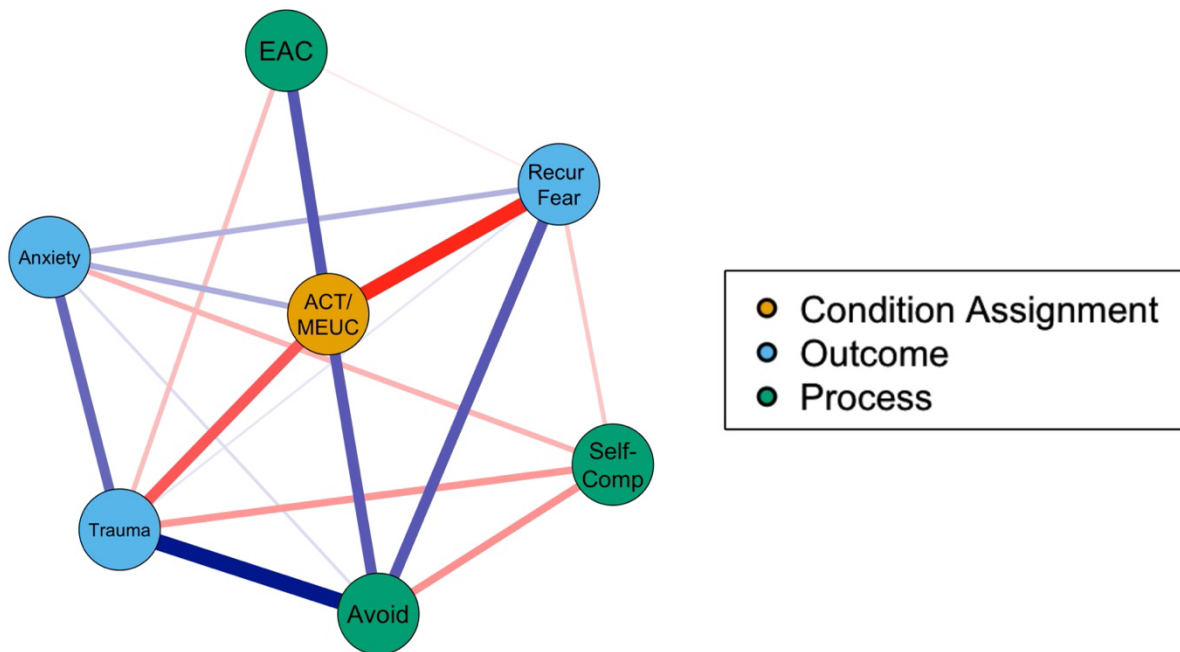 EAC
Recur
Fear
Anxiety
ACT/
MEUC
Self-
Comp
Trauma
Avoid
Condition Assignment
Outcome
Process